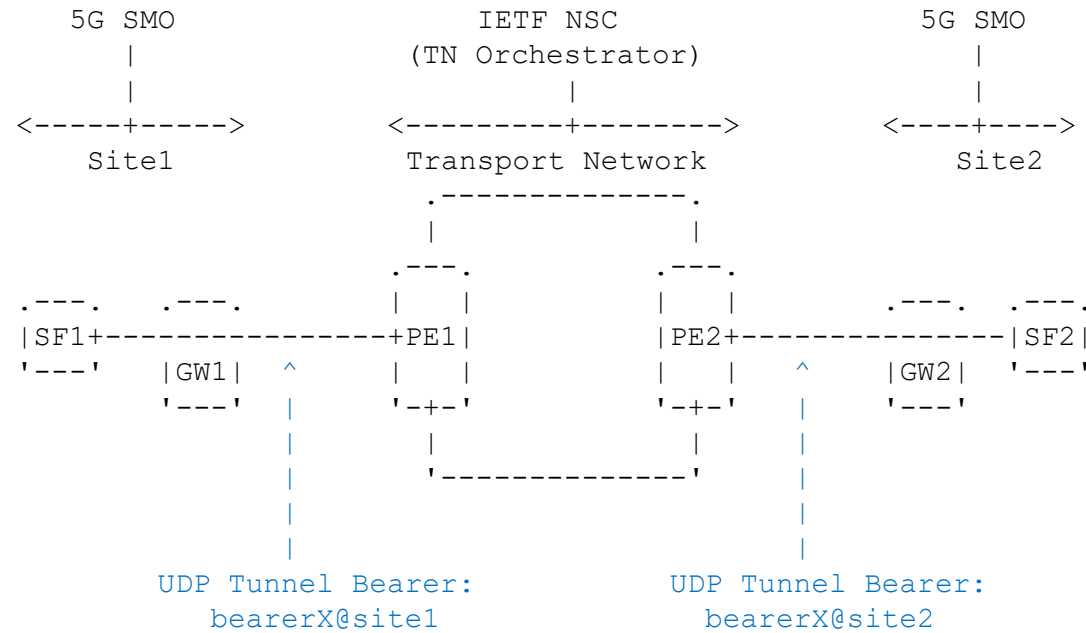 5G SMO IETF NSC 5G SMO
(TN Orchestrator)
Site1 Transport Network Site2
SF1 PE1 PE2 SF2
GW1 GW2
UDP Tunnel Bearer: UDP Tunnel Bearer:
bearerX@site1 bearerX@site2